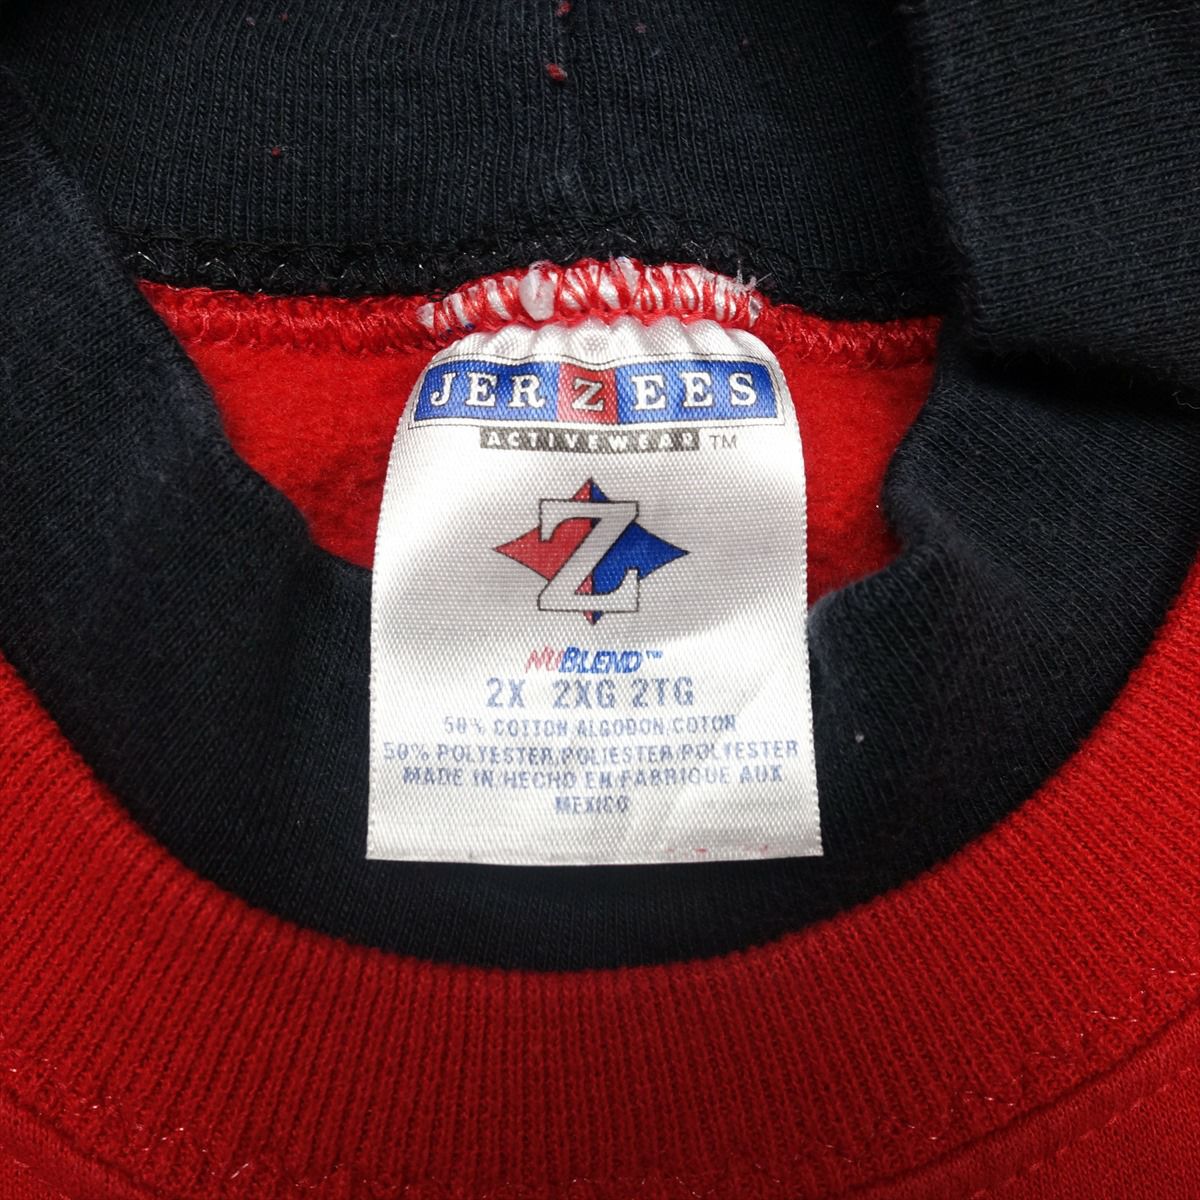 JERZEES
ACTIVEWEAR ™
Z
NUBLEND™
2X 2XG 2TG
50% COTTON, ALGODON, COTON
50% POLYESTER, POLIESTER, POLYESTER
MADE IN, HECHO EN, FABRIQUE AUX
MEXICO